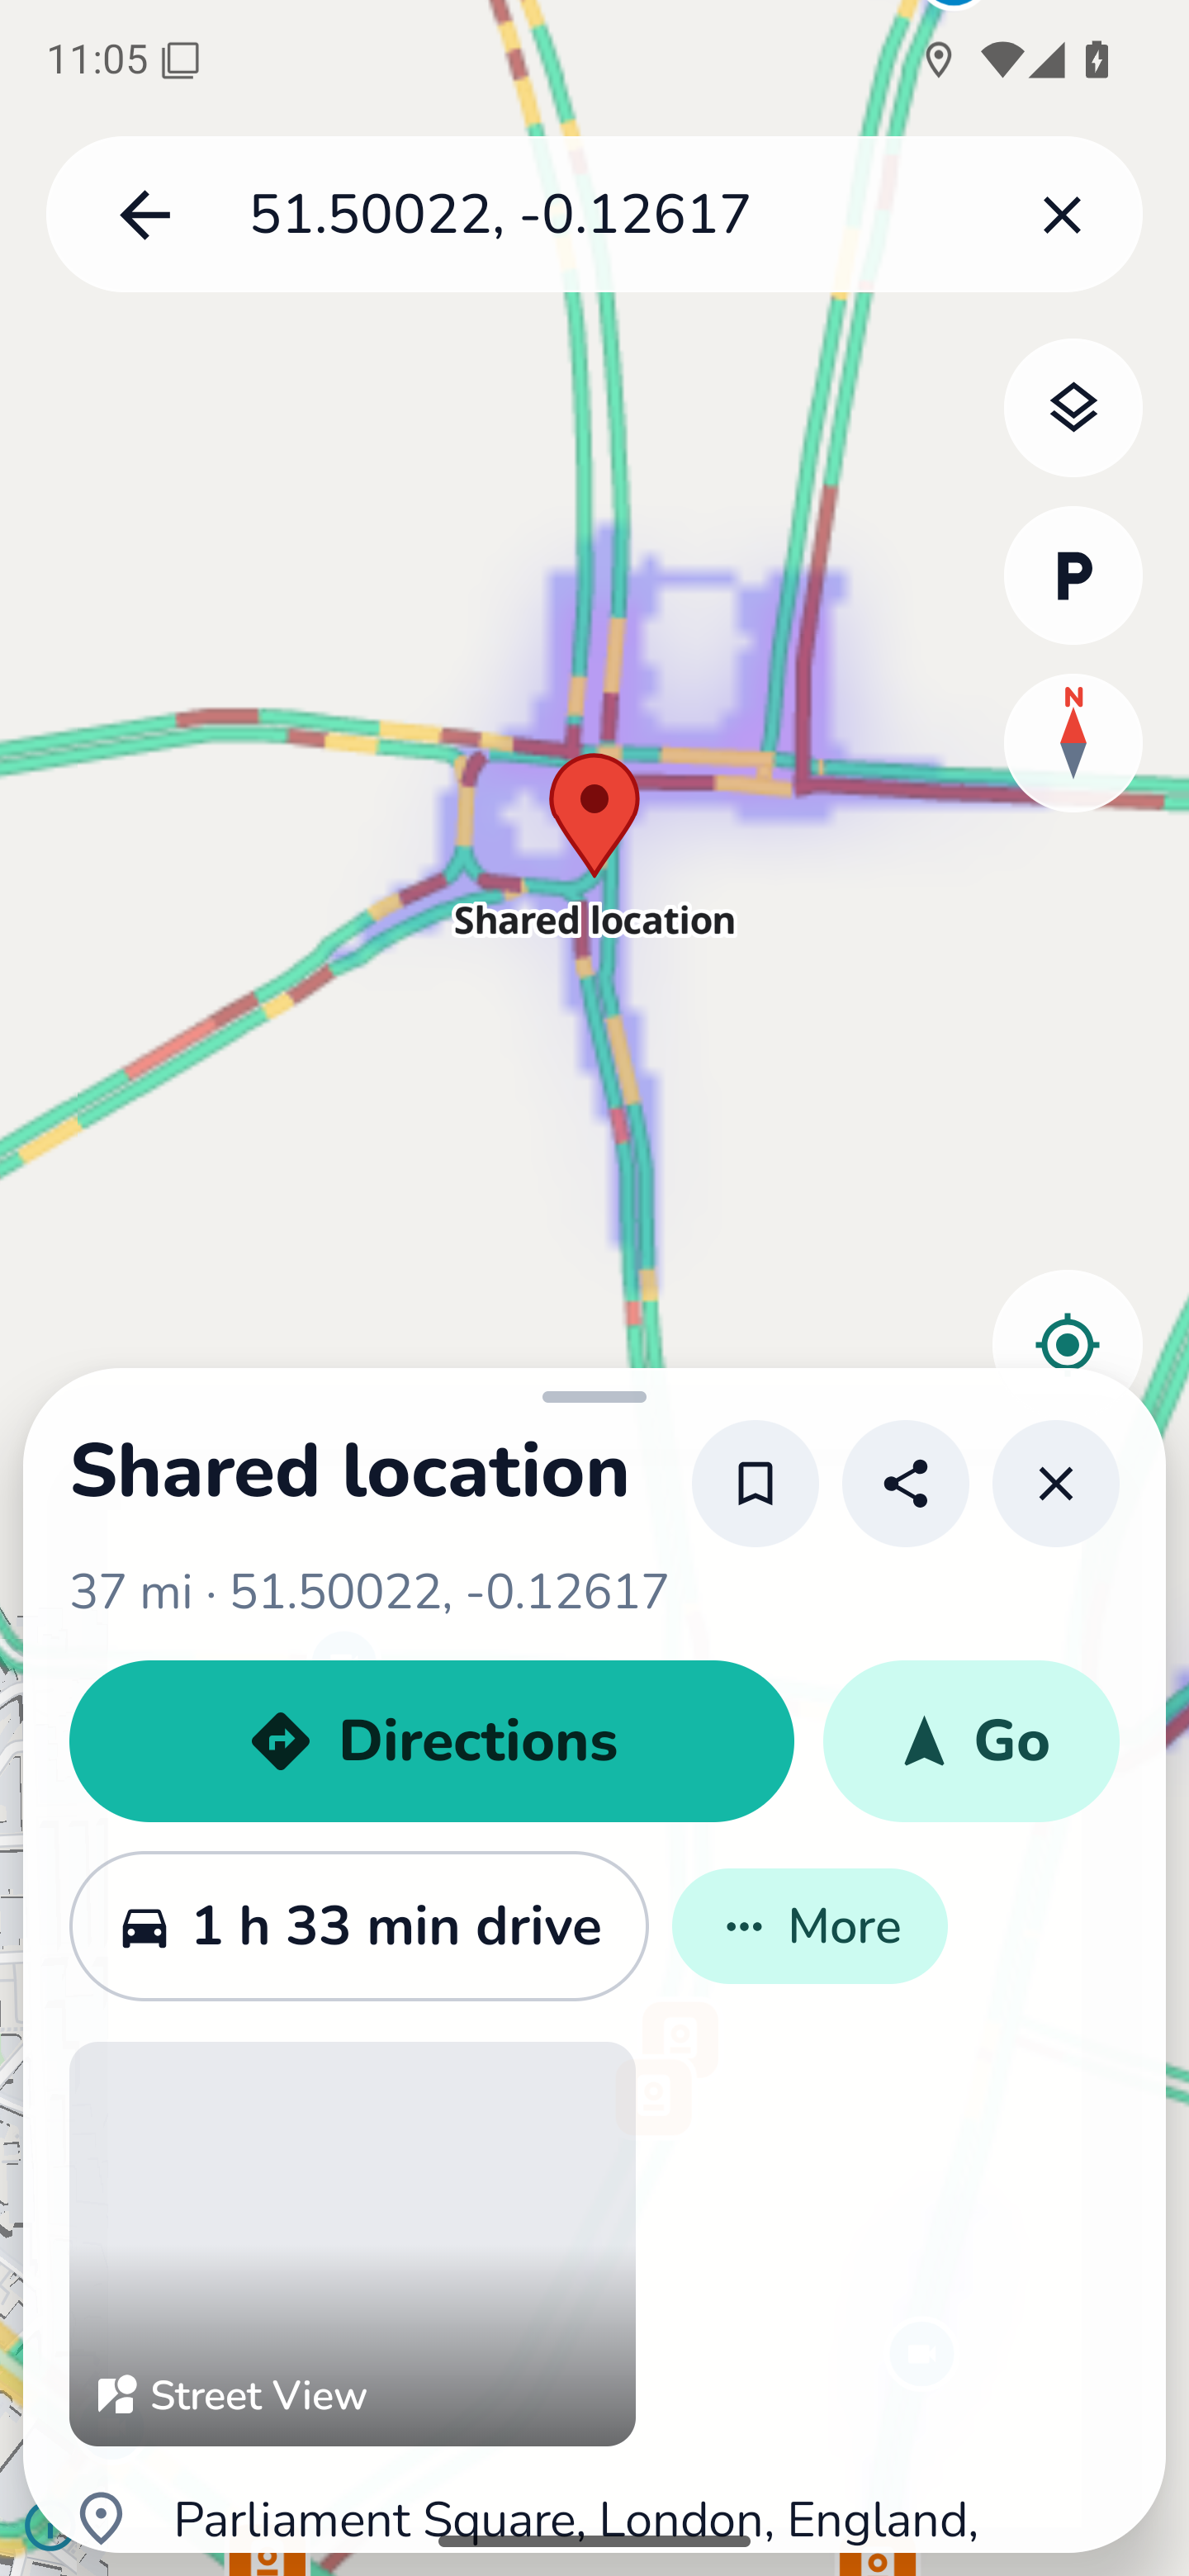 11:05
51.50022, -0.12617
P
N
Shared location
Shared location
37 mi · 51.50022, -0.12617
Directions
Go
1 h 33 min drive
More
Street View
Parliament Square, London, England,